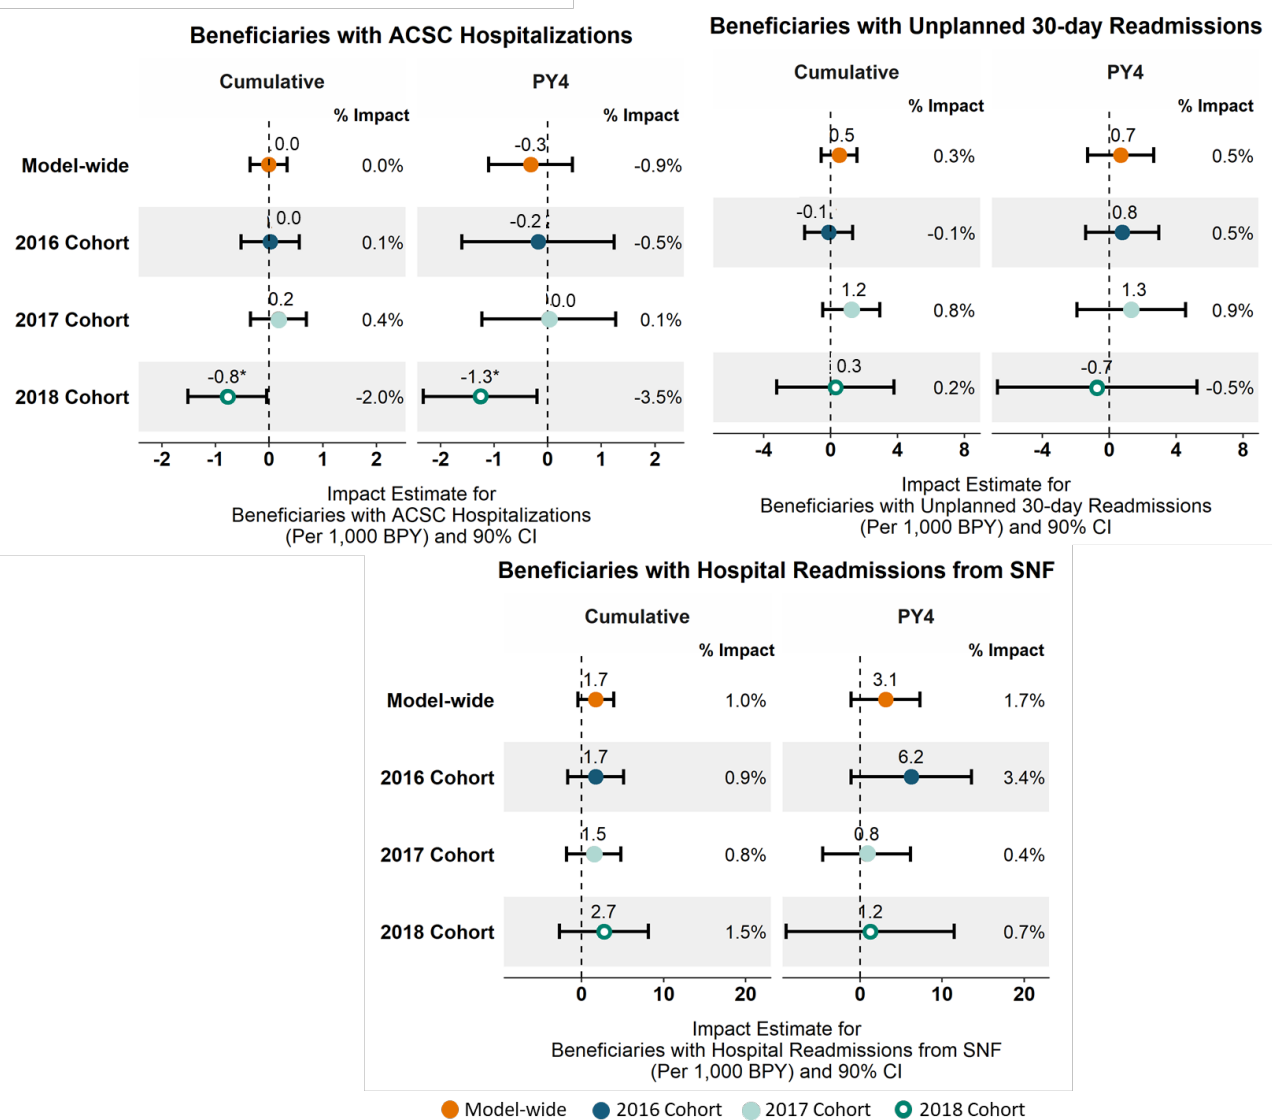 Beneficiaries with ACSC Hospitalizations
Cumulative
PY4
% Impact
% Impact
Model-wide
0.0
0.0%
-0.3
-0.9%
2016 Cohort
0.0
0.1%
-0.2
-0.5%
2017 Cohort
0.2
0.4%
0.0
0.1%
2018 Cohort
-0.8*
-2.0%
-1.3*
-3.5%
-2 -1 0 1 2
-2 -1 0 1 2
Impact Estimate for
Beneficiaries with ACSC Hospitalizations
(Per 1,000 BPY) and 90% CI
Beneficiaries with Unplanned 30-day Readmissions
Cumulative
PY4
% Impact
% Impact
0.5
0.3%
0.7
0.5%
-0.1
-0.1%
0.8
0.5%
1.2
0.8%
1.3
0.9%
0.3
0.2%
-0.7
-0.5%
-4 0 4 8
-4 0 4 8
Impact Estimate for
Beneficiaries with Unplanned 30-day Readmissions
(Per 1,000 BPY) and 90% CI
Beneficiaries with Hospital Readmissions from SNF
Cumulative
PY4
% Impact
% Impact
Model-wide
1.7
1.0%
3.1
1.7%
2016 Cohort
1.7
0.9%
6.2
3.4%
2017 Cohort
1.5
0.8%
0.8
0.4%
2018 Cohort
2.7
1.5%
1.2
0.7%
0 10 20
0 10 20
Impact Estimate for
Beneficiaries with Hospital Readmissions from SNF
(Per 1,000 BPY) and 90% CI
Model-wide 2016 Cohort 2017 Cohort 2018 Cohort